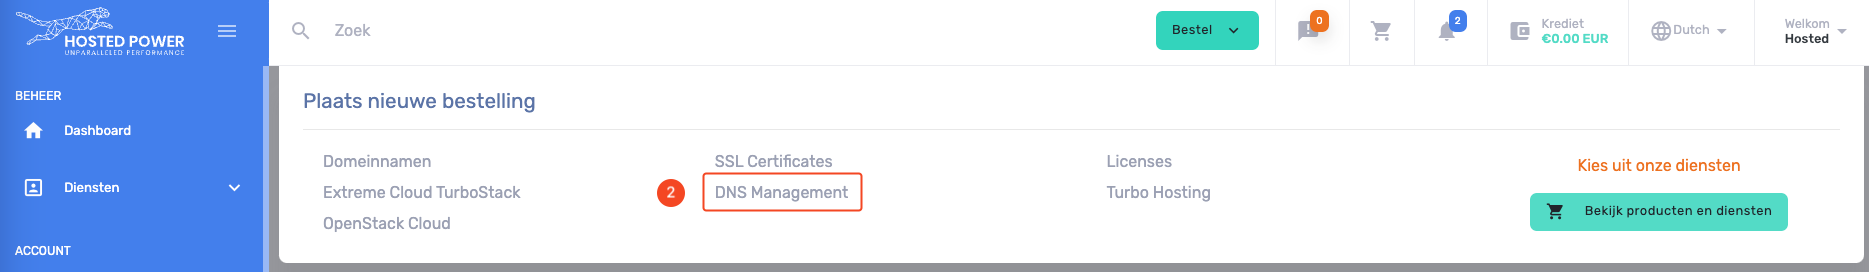 HOSTED POWER
UNPARALLELED PERFORMANCE
Zoek
Bestel
0
2
Krediet
€0.00 EUR
Dutch
Welkom
Hosted
BEHEER
Dashboard
Diensten
ACCOUNT
Plaats nieuwe bestelling
Domeinnamen
Extreme Cloud TurboStack
OpenStack Cloud
SSL Certificates
2
DNS Management
Licenses
Turbo Hosting
Kies uit onze diensten
Bekijk producten en diensten